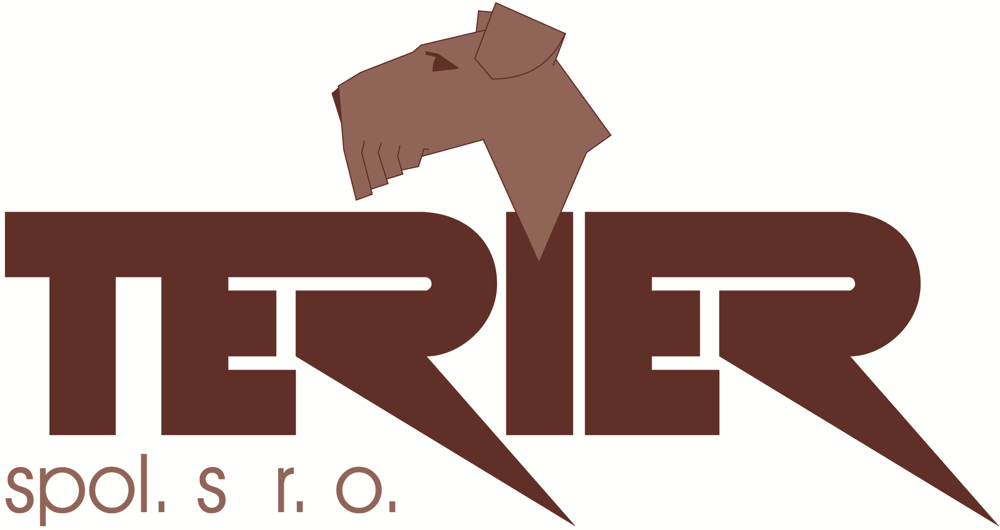 TERIER
spol. s r. o.